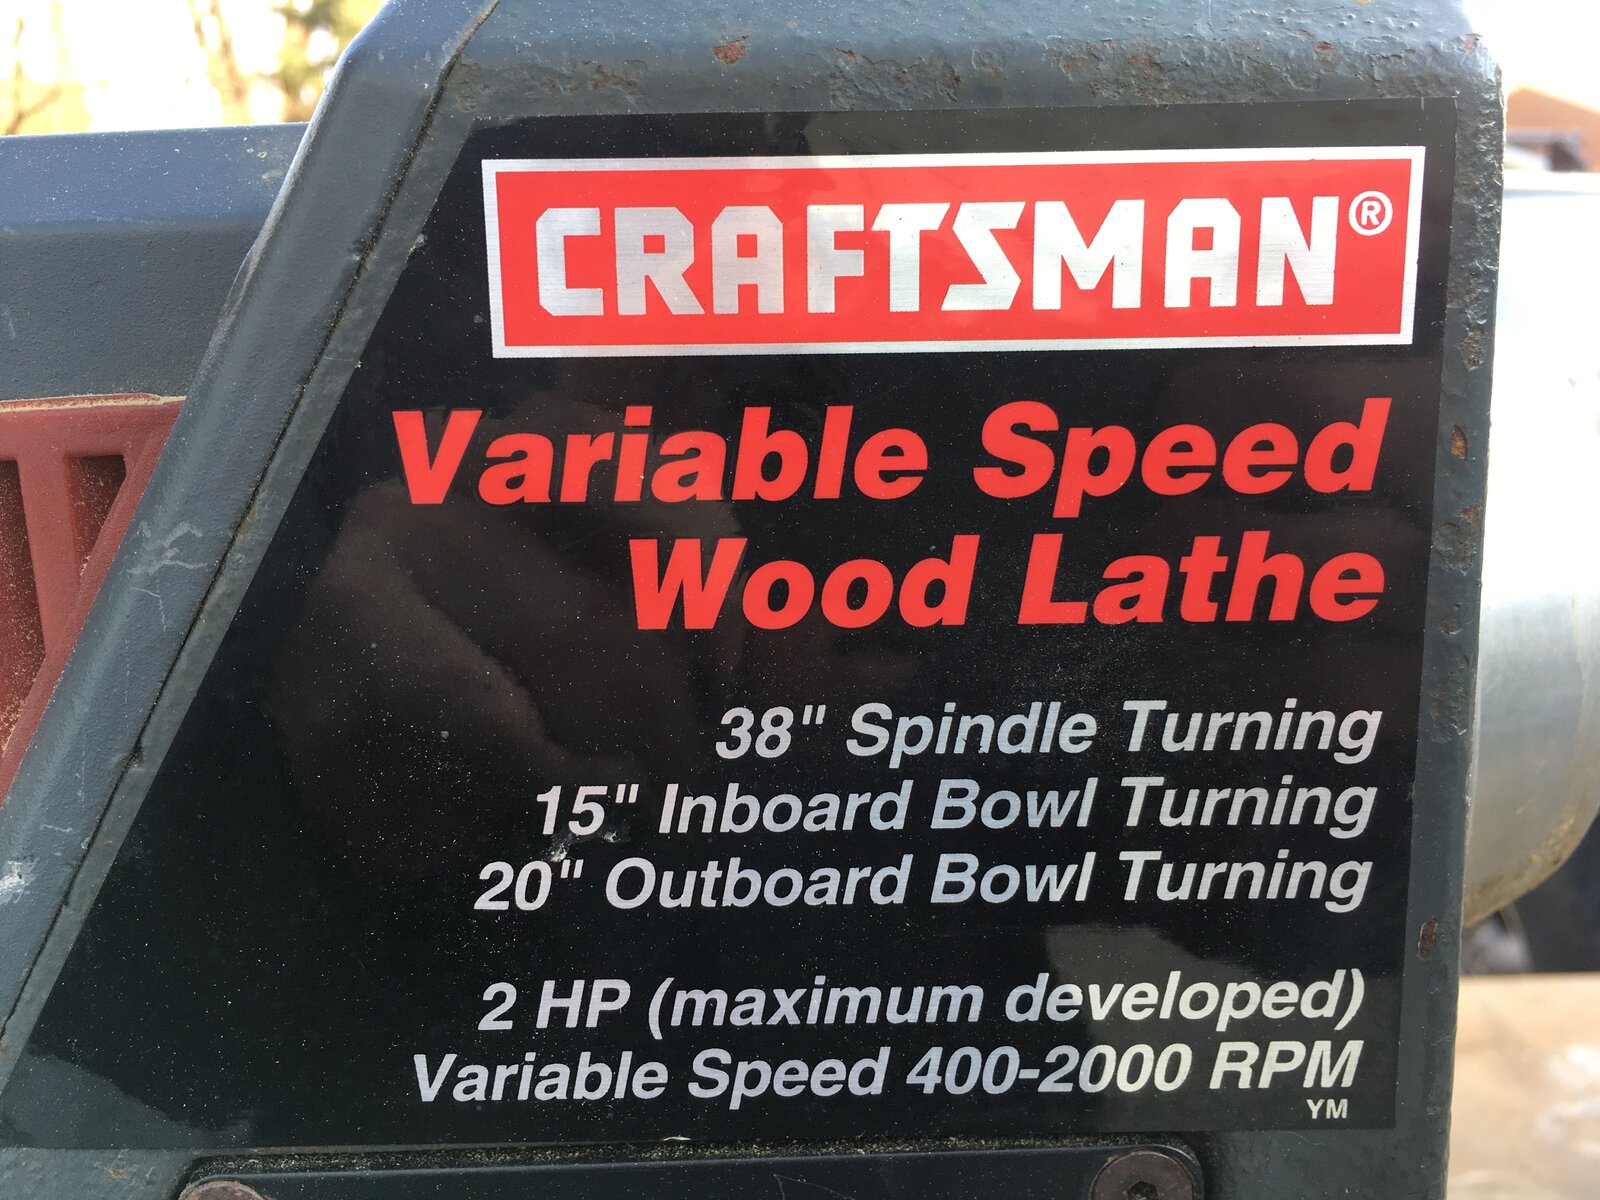 CRAFTSMAN®
Variable Speed
Wood Lathe
38" Spindle Turning
15" Inboard Bowl Turning
20" Outboard Bowl Turning
2 HP (maximum developed)
Variable Speed 400-2000 RPM
YM